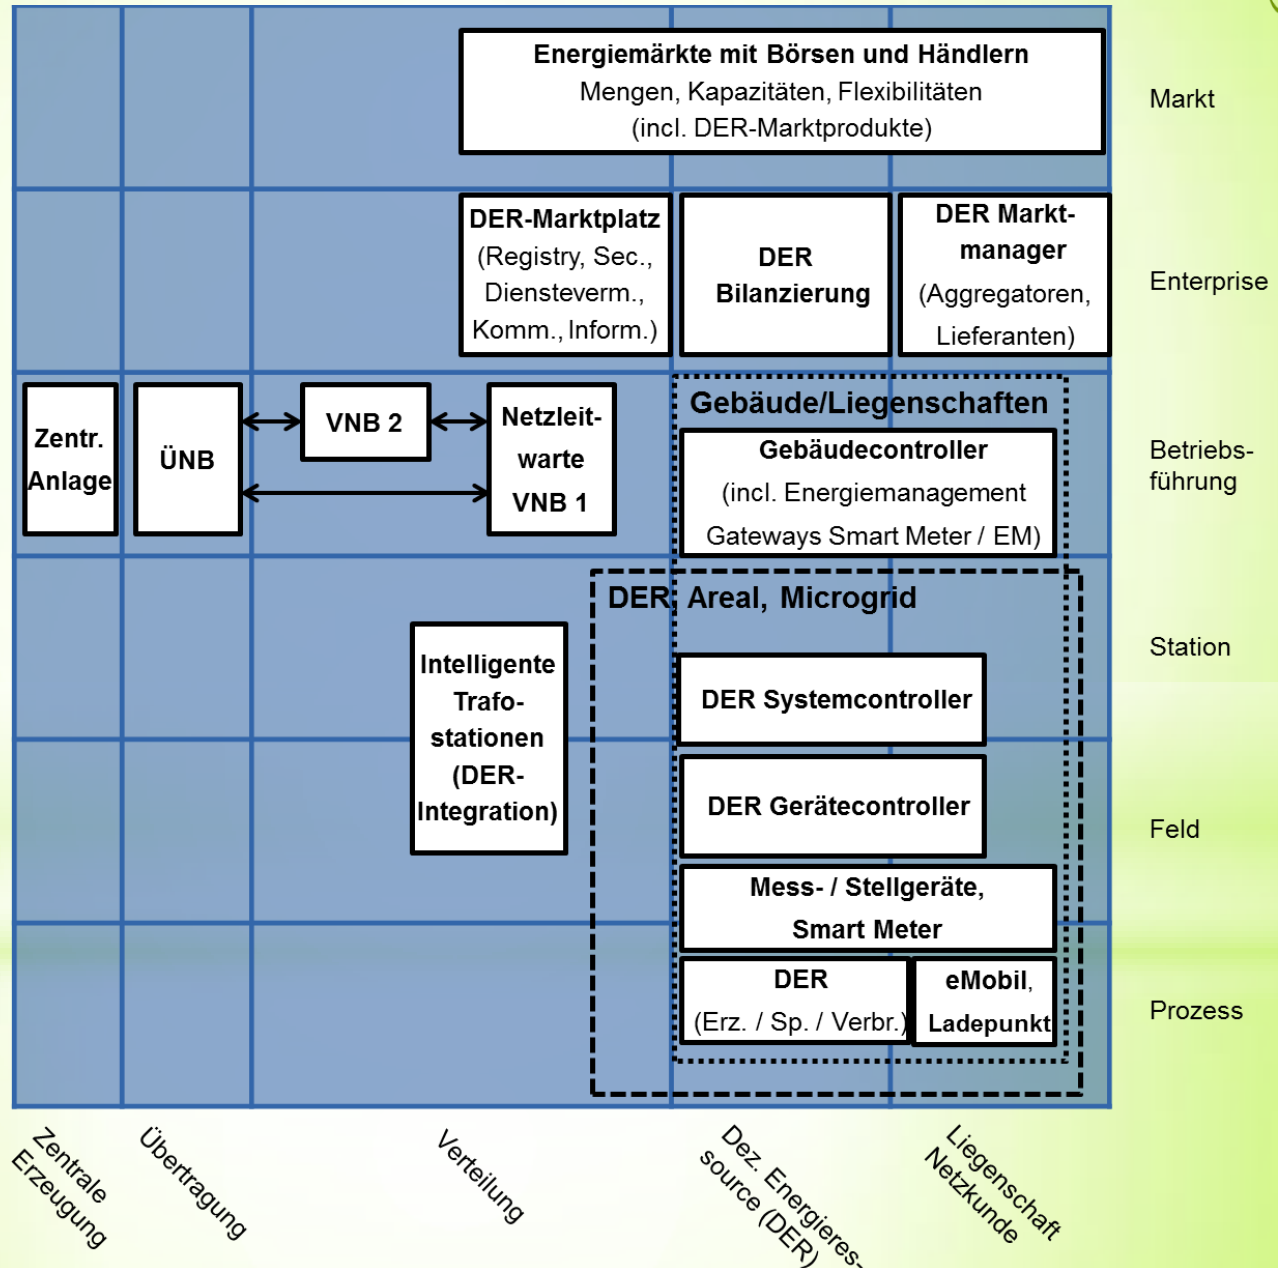 Energiemärkte mit Börsen und Händlern
Mengen, Kapazitäten, Flexibilitäten
(incl. DER-Marktprodukte)
Markt
DER-Marktplatz
(Registry, Sec.,
Diensteverm.,
Komm., Inform.)
DER
Bilanzierung
DER Markt-
manager
(Aggregatoren,
Lieferanten)
Enterprise
Zentr.
Anlage
ÜNB
VNB 2
Netzleit-
warte
VNB 1
Gebäude/Liegenschaften
Gebäudecontroller
(incl. Energiemanagement
Gateways Smart Meter / EM)
Betriebs-
führung
DER, Areal, Microgrid
Intelligente
Trafo-
stationen
(DER-
Integration)
DER Systemcontroller
Station
DER Gerätecontroller
Feld
Mess- / Stellgeräte,
Smart Meter
DER
(Erz. / Sp. / Verbr.)
eMobil,
Ladepunkt
Prozess
Zentrale
Erzeugung
Übertragung
Verteilung
Dez. Energieres-
source (DER)
Liegenschaft
Netzkunde